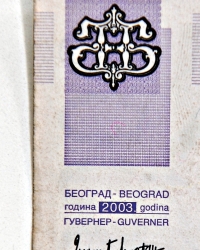 БЕОГРАД - BEOGRAD
година 2003. godina
ГУВЕРНЕР - GUVERNER